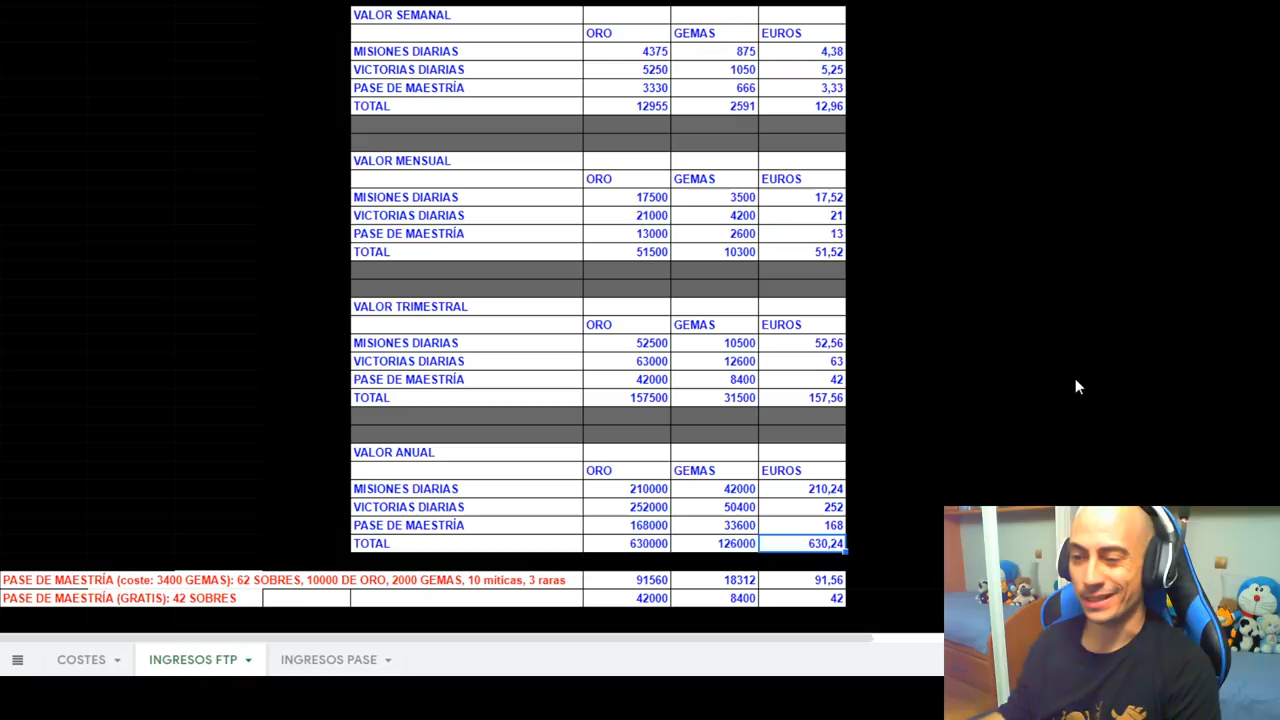 VALOR SEMANAL
ORO GEMAS EUROS
MISIONES DIARIAS 4375 875 4,38
VICTORIAS DIARIAS 5250 1050 5,25
PASE DE MAESTRÍA 3330 666 3,33
TOTAL 12955 2591 12,96
VALOR MENSUAL
ORO GEMAS EUROS
MISIONES DIARIAS 17500 3500 17,52
VICTORIAS DIARIAS 21000 4200 21
PASE DE MAESTRÍA 13000 2600 13
TOTAL 51500 10300 51,52
VALOR TRIMESTRAL
ORO GEMAS EUROS
MISIONES DIARIAS 52500 10500 52,56
VICTORIAS DIARIAS 63000 12600 63
PASE DE MAESTRÍA 42000 8400 42
TOTAL 157500 31500 157,56
VALOR ANUAL
ORO GEMAS EUROS
MISIONES DIARIAS 210000 42000 210,24
VICTORIAS DIARIAS 252000 50400 252
PASE DE MAESTRÍA 168000 33600 168
TOTAL 630000 126000 630,24
PASE DE MAESTRÍA (coste: 3400 GEMAS): 62 SOBRES, 10000 DE ORO, 2000 GEMAS, 10 míticas, 3 raras 91560 18312 91,56
PASE DE MAESTRÍA (GRATIS): 42 SOBRES 42000 8400 42
COSTES INGRESOS FTP INGRESOS PASE